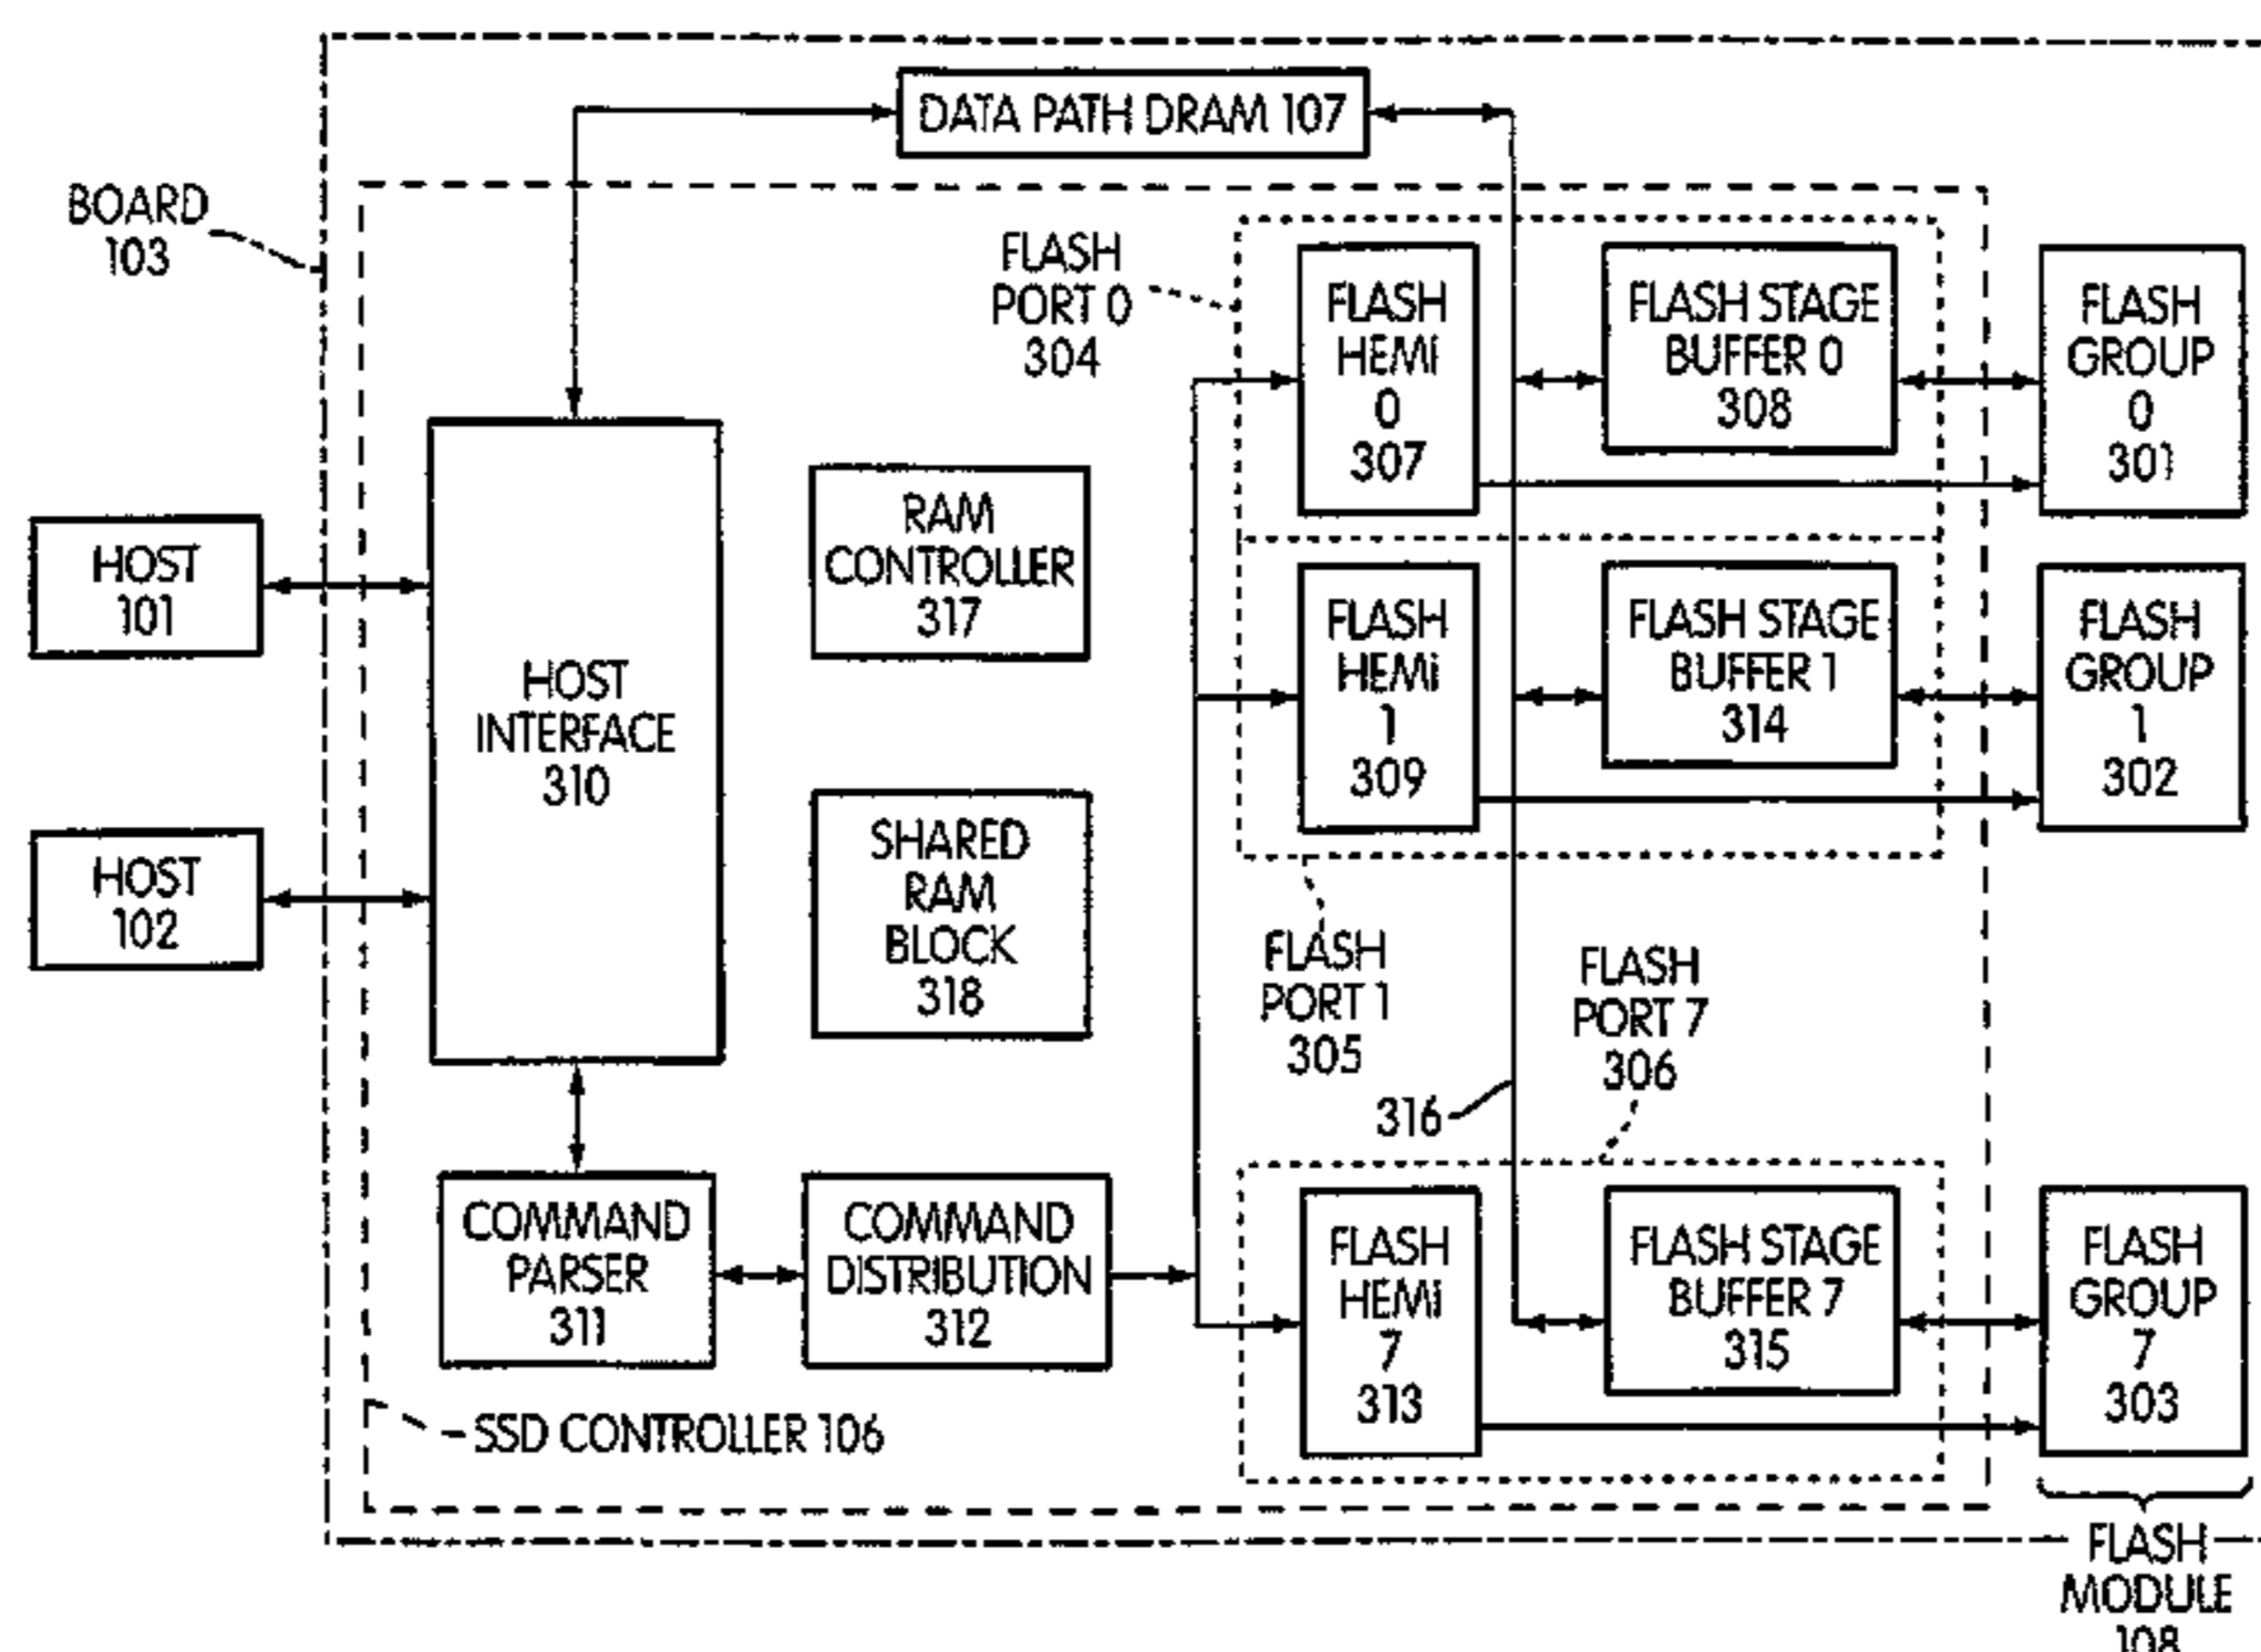 DATA PATH DRAM 107
BOARD
103
FLASH
PORT 0
304
FLASH
HEMi
0
307
FLASH STAGE
BUFFER 0
308
FLASH
GROUP
0
301
HOST
101
HOST
INTERFACE
310
RAM
CONTROLLER
317
FLASH
HEMi
1
309
FLASH STAGE
BUFFER 1
314
FLASH
GROUP
1
302
HOST
102
SHARED
RAM
BLOCK
318
FLASH
PORT 1
305
FLASH
PORT 7
306
316
COMMAND
PARSER
311
COMMAND
DISTRIBUTION
312
FLASH
HEMi
7
313
FLASH STAGE
BUFFER 7
315
FLASH
GROUP
7
303
SSD CONTROLLER 106
FLASH
MODULE
108